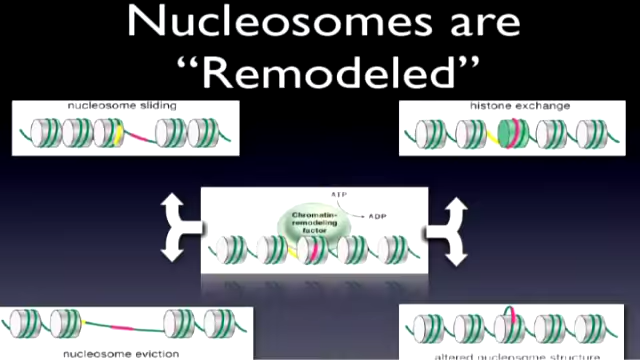 Nucleosomes are
“Remodeled”
nucleosome sliding
histone exchange
ATP
ADP
Chromatin-
remodeling
factor
nucleosome eviction
altered nucleosome structure